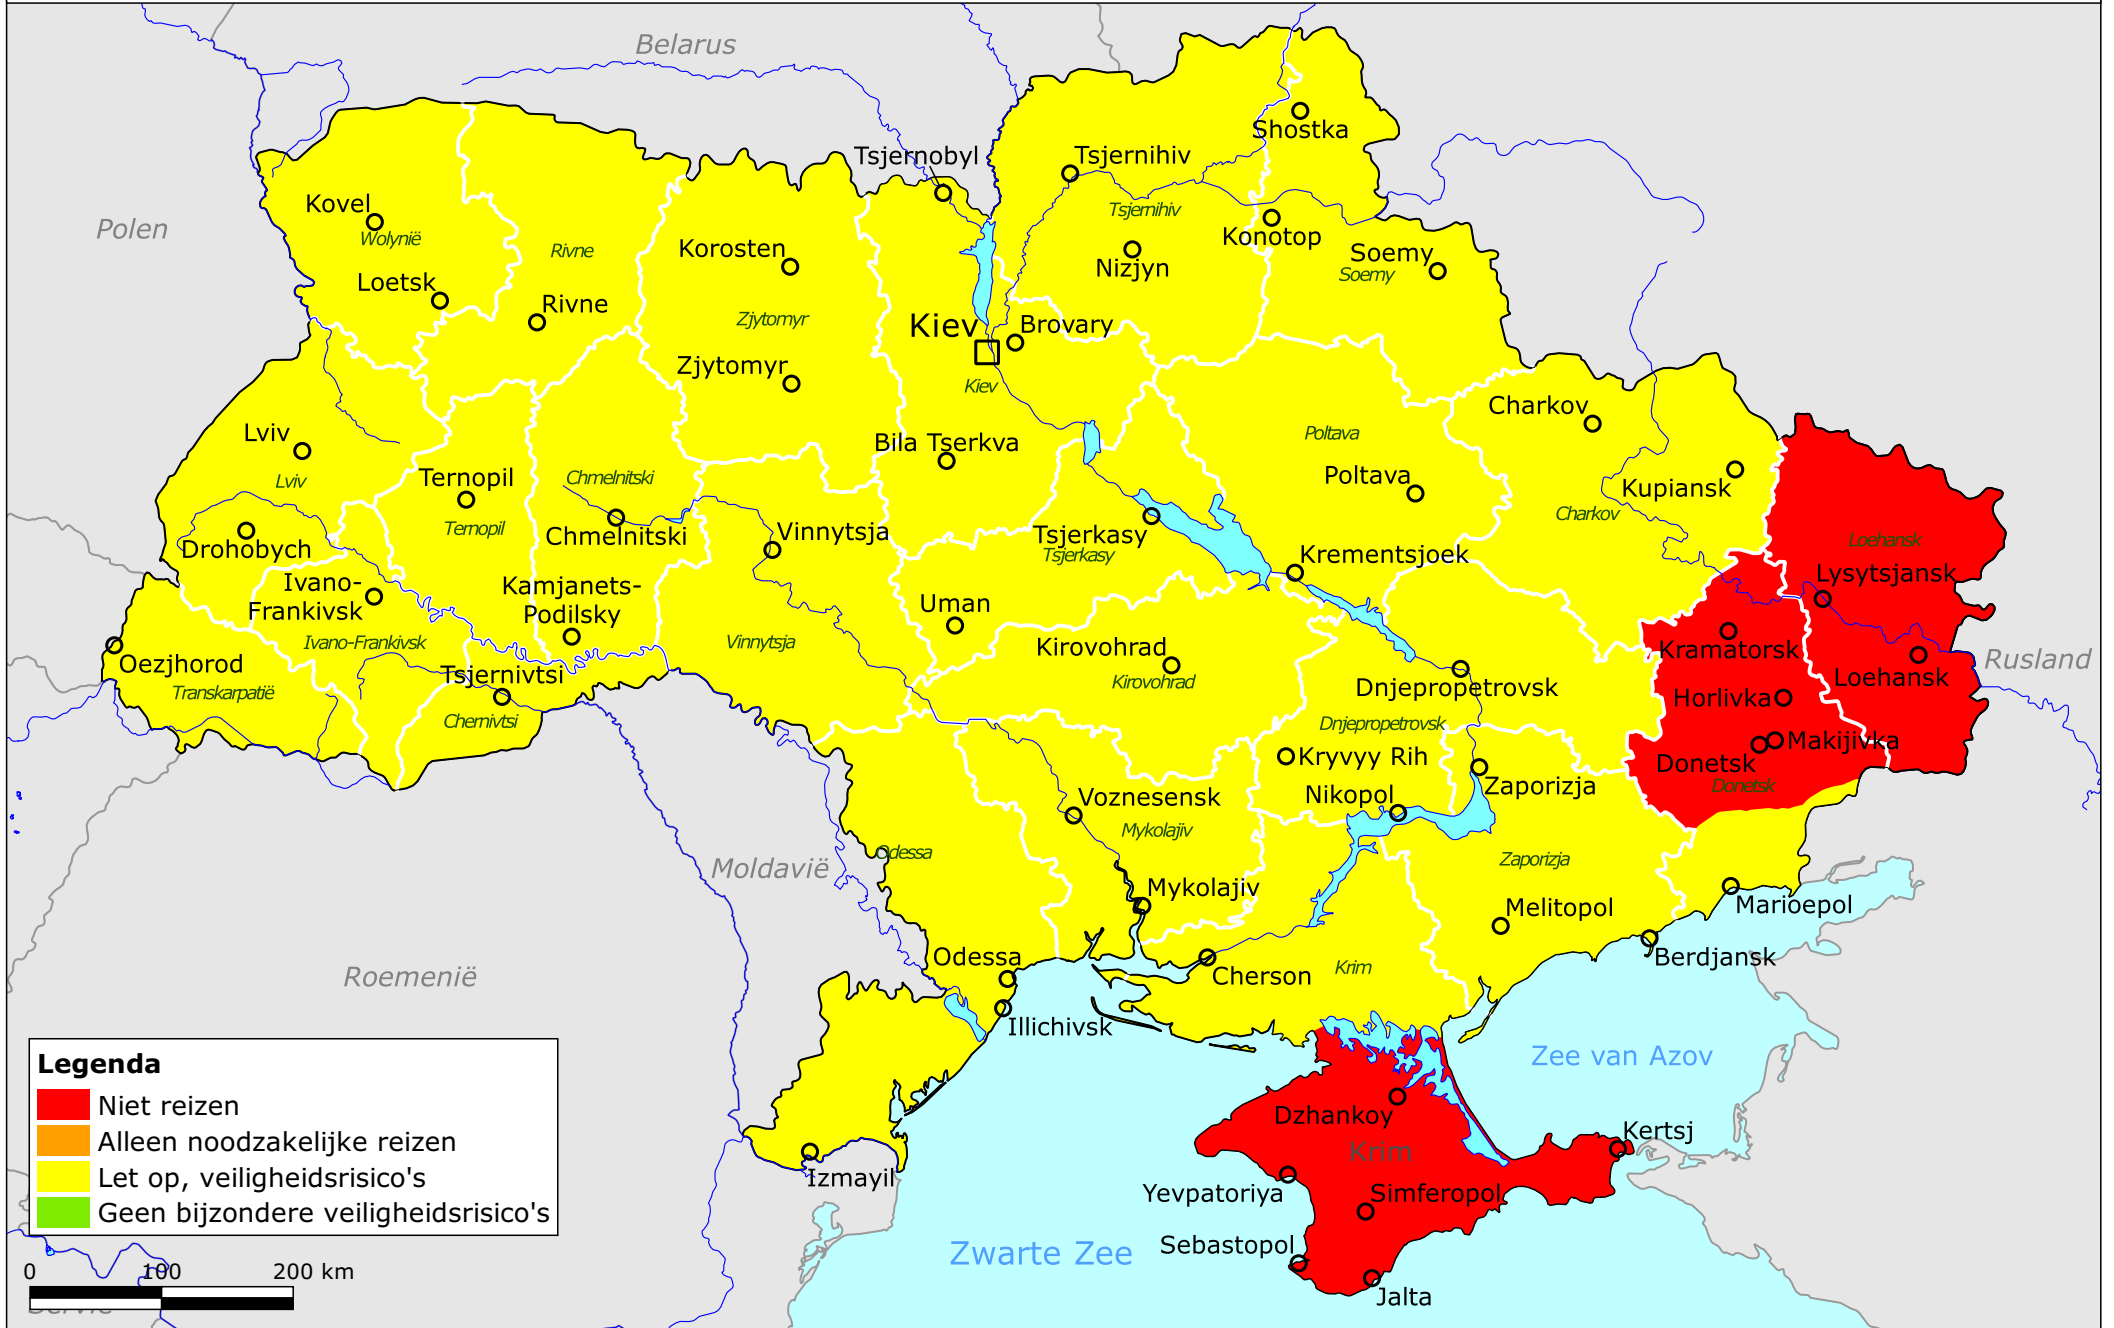 Belarus
Shostka
Tsjernobyl
Tsjernihiv
Kovel
Tsjernihiv
Polen
Wolynië
Rivne
Korosten
Konotop
Nizjyn
Soemy
Soemy
Loetsk
Rivne
Zjytomyr
Kiev
Brovary
Zjytomyr
Kiev
Charkov
Lviv
Bila Tserkva
Poltava
Lviv
Ternopil
Chmelnitski
Poltava
Kupiansk
Charkov
Ternopil
Chmelnitski
Vinnytsja
Tsjerkasy
Tsjerkasy
Loehansk
Drohobych
Krementsjoek
Lysytsjansk
Ivano-
Frankivsk
Kamjanets-
Podilsky
Uman
Ivano-Frankivsk
Vinnytsja
Kirovohrad
Kramatorsk
Rusland
Oezjhorod
Transkarpatië
Tsjernivtsi
Kirovohrad
Dnjepropetrovsk
Loehansk
Chernivtsi
Dnjepropetrovsk
Horlivka
Kryvyy Rih
Makijivka
Donetsk
Donetsk
Voznesensk
Nikopol
Zaporizja
Mykolajiv
Odessa
Zaporizja
Moldavië
Mykolajiv
Melitopol
Marioepol
Roemenië
Odessa
Cherson
Krim
Berdjansk
Illichivsk
Zee van Azov
Dzhankoy
Kertsj
Krim
Izmayil
Yevpatoriya
Simferopol
Zwarte Zee
Sebastopol
Jalta
Legenda
Niet reizen
Alleen noodzakelijke reizen
Let op, veiligheidsrisico's
Geen bijzondere veiligheidsrisico's
0 100 200 km
Servië